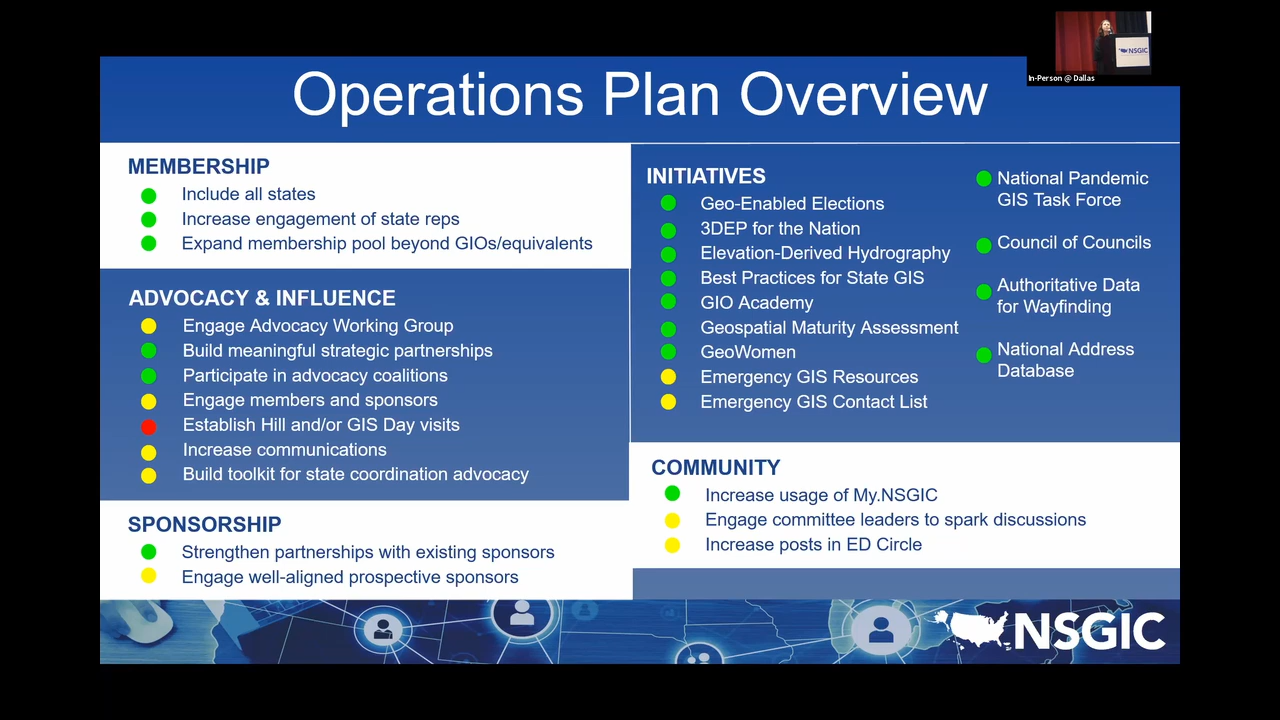 Operations Plan Overview
NSGIC
In-Person @ Dallas
MEMBERSHIP
Include all states
Increase engagement of state reps
Expand membership pool beyond GIOs/equivalents
ADVOCACY & INFLUENCE
Engage Advocacy Working Group
Build meaningful strategic partnerships
Participate in advocacy coalitions
Engage members and sponsors
Establish Hill and/or GIS Day visits
Increase communications
Build toolkit for state coordination advocacy
SPONSORSHIP
Strengthen partnerships with existing sponsors
Engage well-aligned prospective sponsors
INITIATIVES
Geo-Enabled Elections
3DEP for the Nation
Elevation-Derived Hydrography
Best Practices for State GIS
GIO Academy
Geospatial Maturity Assessment
GeoWomen
Emergency GIS Resources
Emergency GIS Contact List
National Pandemic
GIS Task Force
Council of Councils
Authoritative Data
for Wayfinding
National Address
Database
COMMUNITY
Increase usage of My.NSGIC
Engage committee leaders to spark discussions
Increase posts in ED Circle
NSGIC